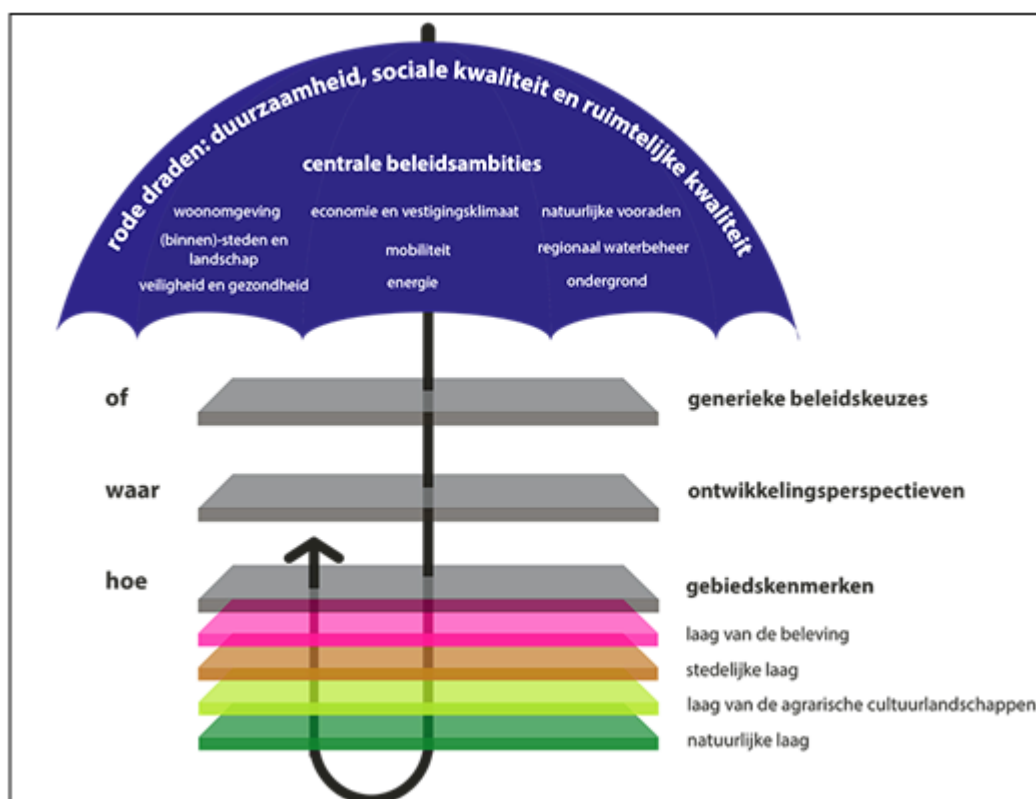 rode draden: duurzaamheid, sociale kwaliteit en ruimtelijke kwaliteit
centrale beleidsambities
woonomgeving
(binnen)-steden en
landschap
veiligheid en gezondheid
economie en vestigingsklimaat
mobiliteit
energie
natuurlijke vooraden
regionaal waterbeheer
ondergrond
of
generieke beleidskeuzes
waar
ontwikkelingsperspectieven
hoe
gebiedskenmerken
laag van de beleving
stedelijke laag
laag van de agrarische cultuurlandschappen
natuurlijke laag